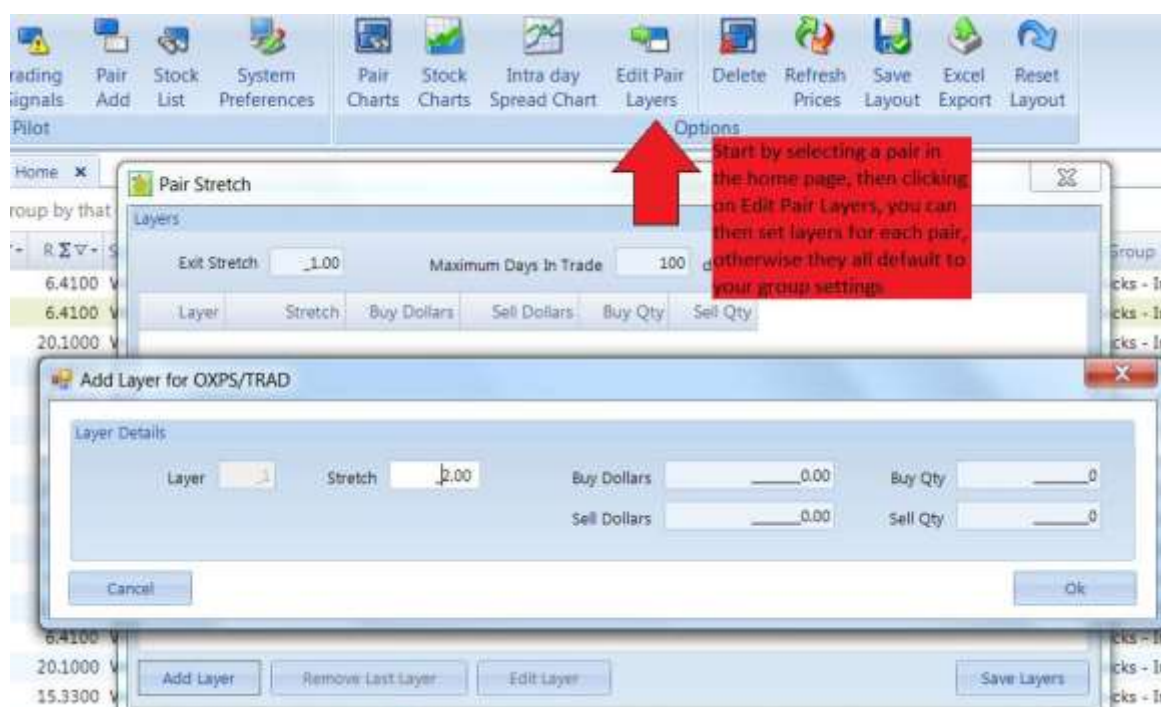 rading Pair Stock System Pair Stock Intra day Edit Pair Delete Refresh Save Excel Reset
ignals Add List Preferences Charts Charts Spread Chart Layers Prices Layout Export Layout
Pilot Options
Home x
roup by that
Pair Stretch
Start by selecting a pair in
the home page, then clicking
on Edit Pair Layers, you can
then set layers for each pair,
otherwise they all default to
your group settings
Layers
R Σ
Exit Stretch _1.00 Maximum Days In Trade 100 d
Group
6.4100 cks - I
6.4100 Layer Stretch Buy Dollars Sell Dollars Buy Qty Sell Qty cks - I
20.1000 cks - I
Add Layer for OXPS/TRAD
Layer Details
Layer _1 Stretch _2.00 Buy Dollars ______0.00 Buy Qty ______0
Sell Dollars ______0.00 Sell Qty ______0
Cancel Ok
6.4100 cks - I
20.1000 cks - I
Add Layer Remove Last Layer Edit Layer Save Layers
15.3300 cks - I